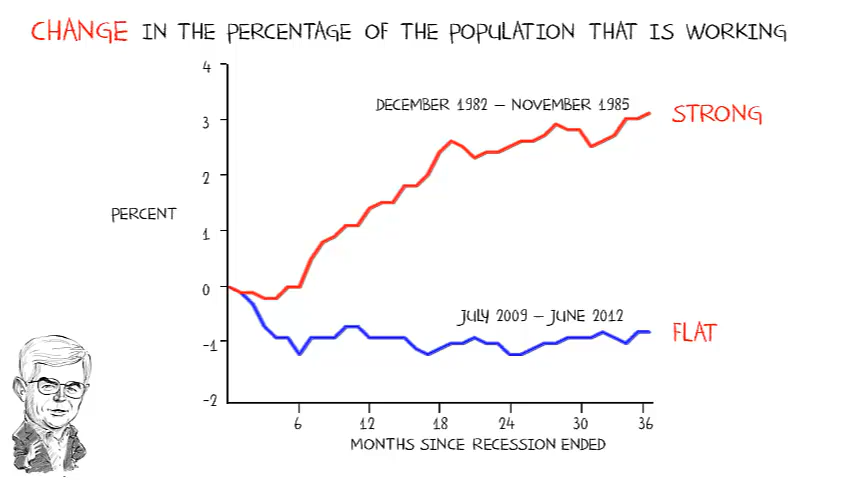 CHANGE IN THE PERCENTAGE OF THE POPULATION THAT IS WORKING
4
DECEMBER 1982 – NOVEMBER 1985
STRONG
3
2
PERCENT
1
0
JULY 2009 – JUNE 2012
FLAT
-1
-2
6 12 18 24 30 36
MONTHS SINCE RECESSION ENDED